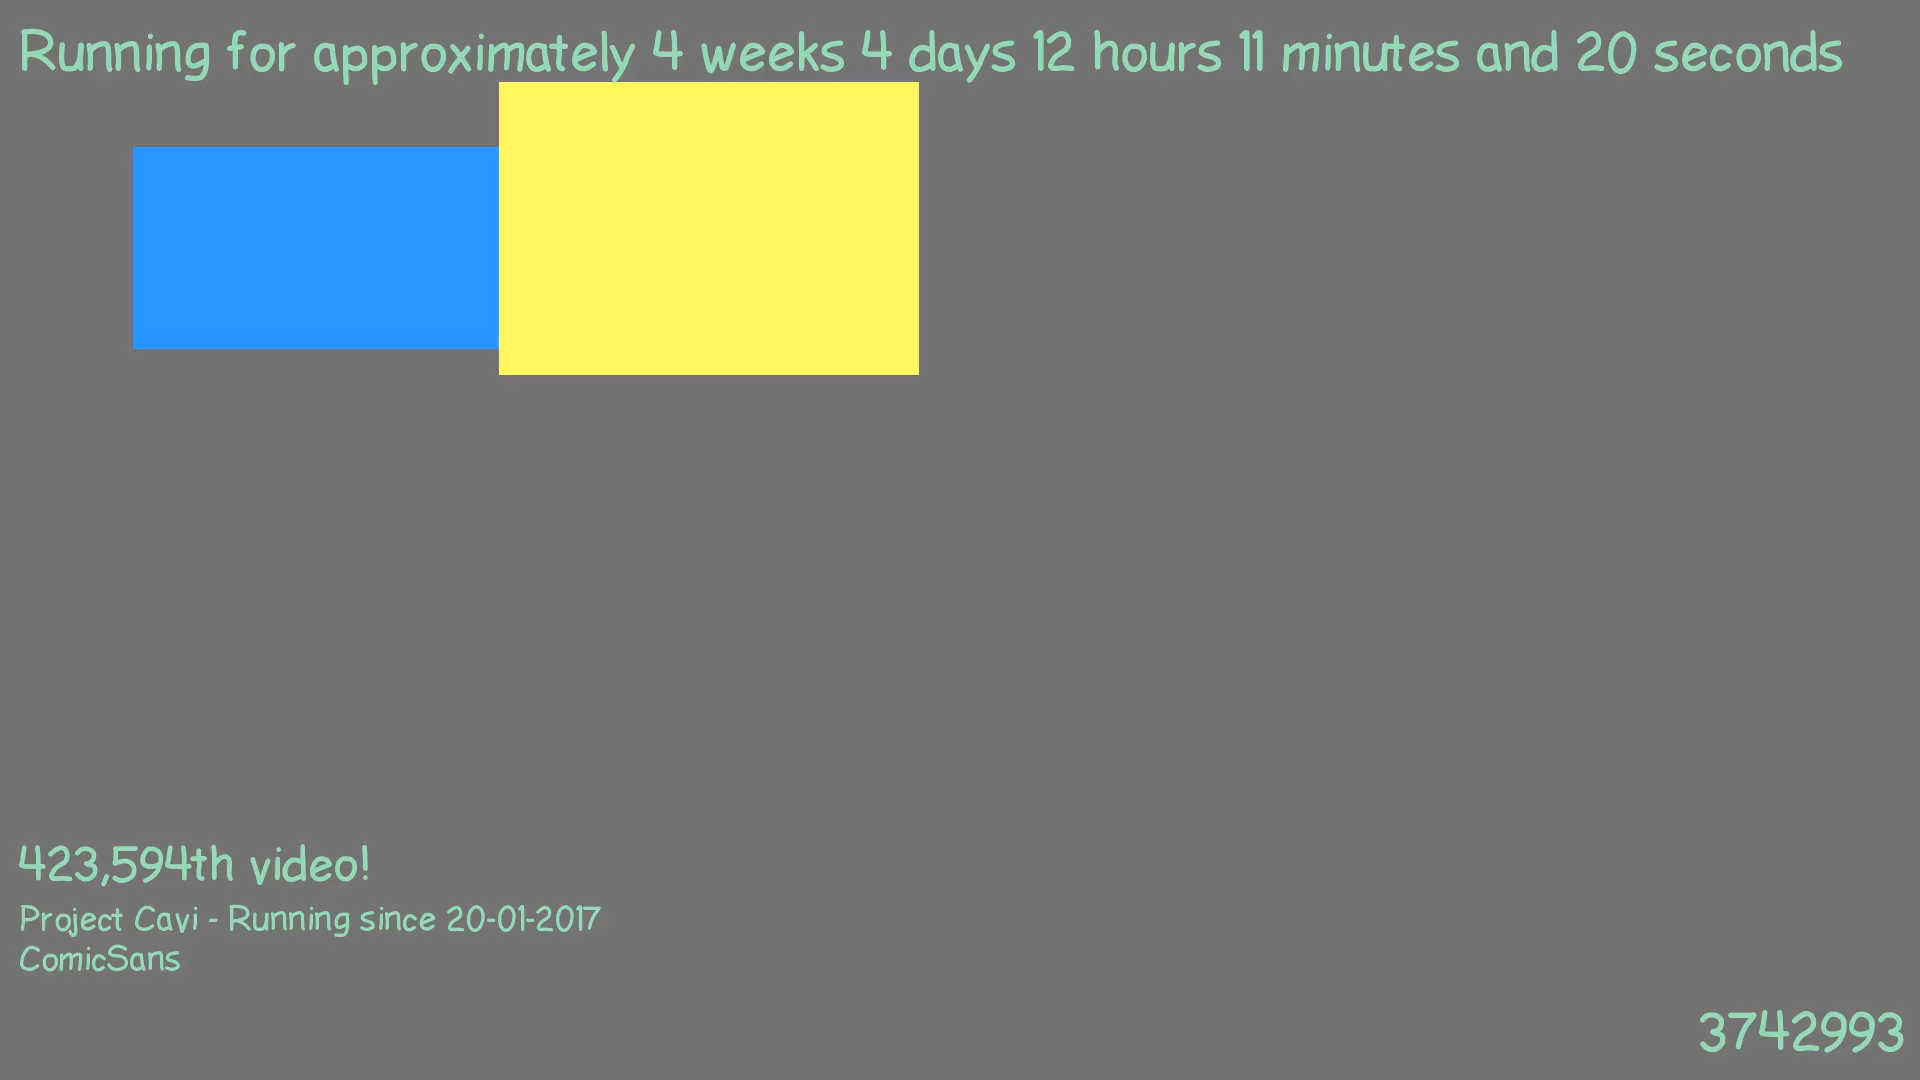 Running for approximately 4 weeks 4 days 12 hours 11 minutes and 20 seconds
423,594th video!
Project Cavi - Running since 20-01-2017
ComicSans
3742993